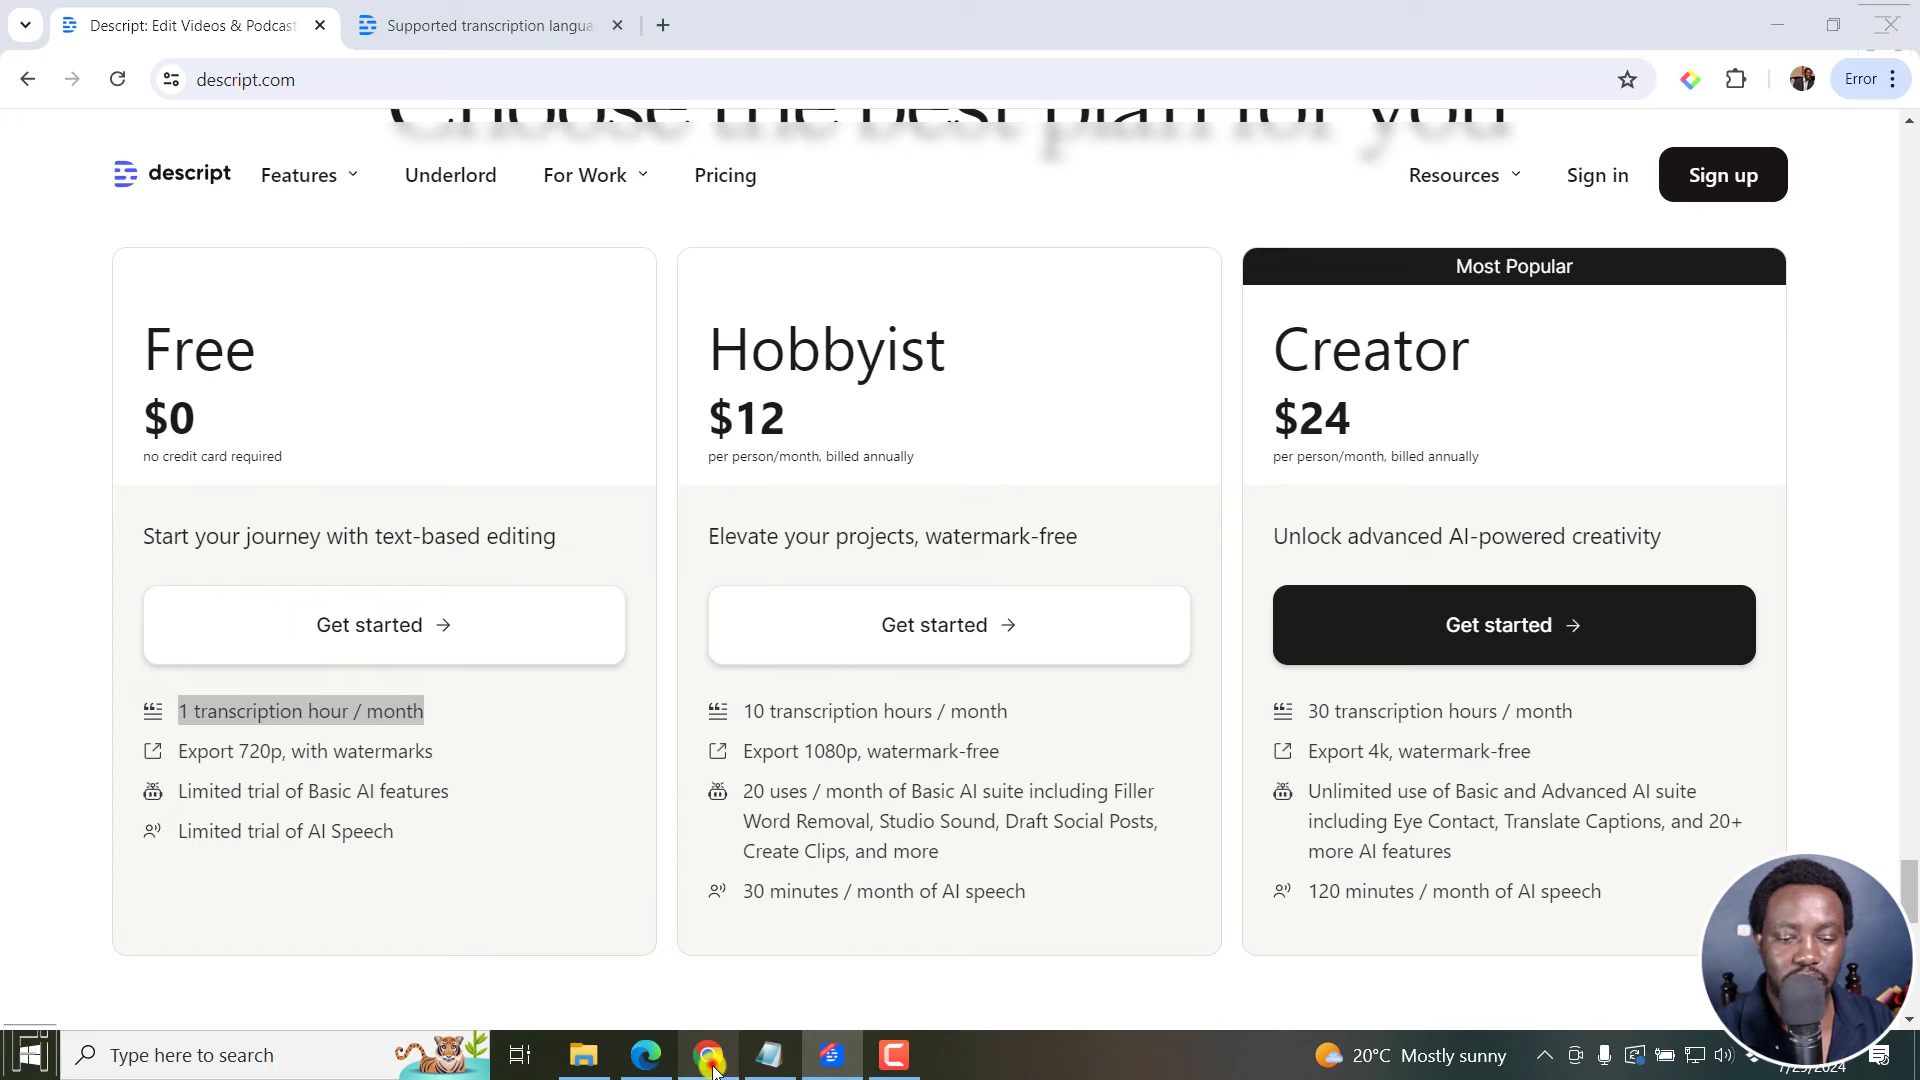 Descript: Edit Videos & Podcast
Supported transcription langua
descript.com
Error
Choose the best plan for you
descript
Features
Underlord
For Work
Pricing
Resources
Sign in
Sign up
Free
$0
no credit card required
Start your journey with text-based editing
Get started →
1 transcription hour / month
Export 720p, with watermarks
Limited trial of Basic AI features
Limited trial of AI Speech
Hobbyist
$12
per person/month, billed annually
Elevate your projects, watermark-free
Get started →
10 transcription hours / month
Export 1080p, watermark-free
20 uses / month of Basic AI suite including Filler
Word Removal, Studio Sound, Draft Social Posts,
Create Clips, and more
30 minutes / month of AI speech
Most Popular
Creator
$24
per person/month, billed annually
Unlock advanced AI-powered creativity
Get started →
30 transcription hours / month
Export 4k, watermark-free
Unlimited use of Basic and Advanced AI suite
including Eye Contact, Translate Captions, and 20+
more AI features
120 minutes / month of AI speech
Type here to search
20°C Mostly sunny